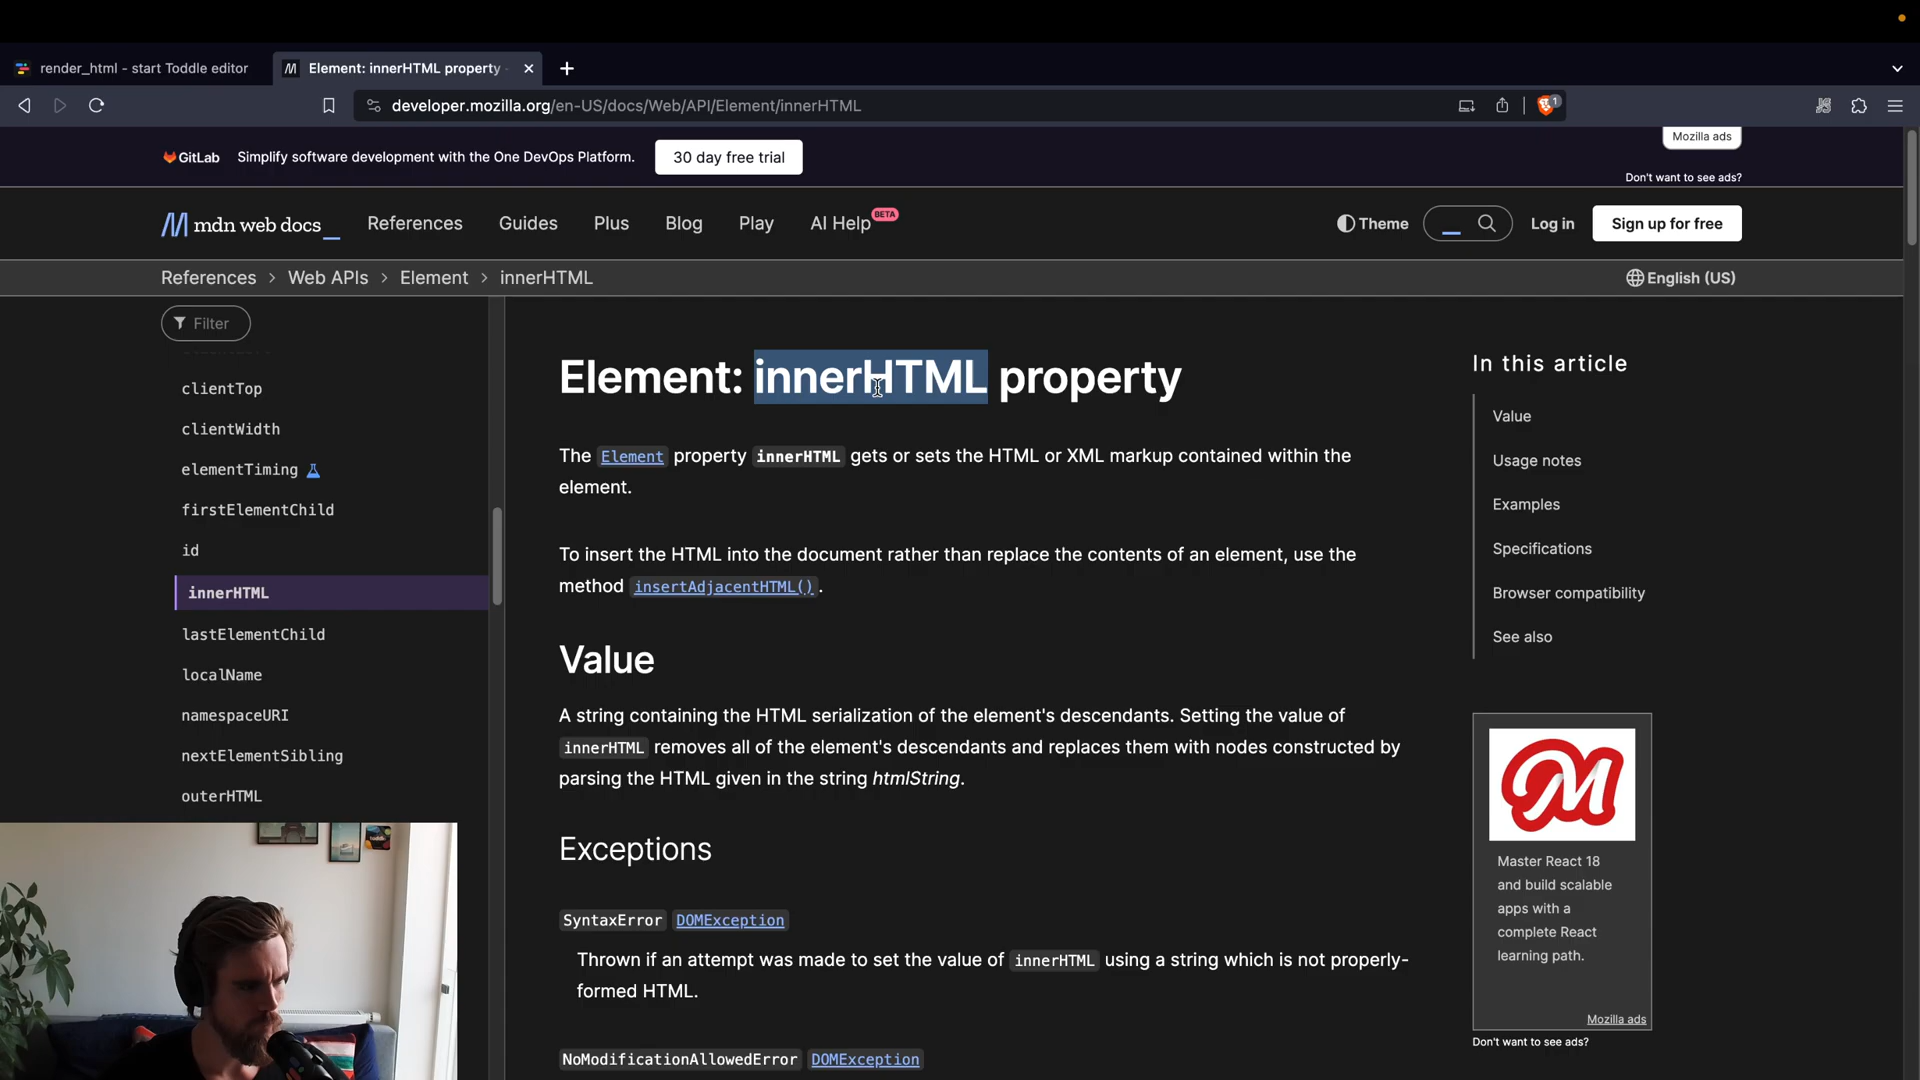 render_html - start Toddle editor
Element: innerHTML property
developer.mozilla.org/en-US/docs/Web/API/Element/innerHTML
1
Mozilla ads
GitLab
Simplify software development with the One DevOps Platform.
30 day free trial
Don't want to see ads?
mdn web docs_
References
Guides
Plus
Blog
Play
AI Help
BETA
Theme
Log in
Sign up for free
References > Web APIs > Element > innerHTML
English (US)
Filter
clientTop
clientWidth
elementTiming
firstElementChild
id
innerHTML
lastElementChild
localName
namespaceURI
nextElementSibling
outerHTML
Element: innerHTML property
The Element property innerHTML gets or sets the HTML or XML markup contained within the
element.
To insert the HTML into the document rather than replace the contents of an element, use the
method insertAdjacentHTML().
Value
A string containing the HTML serialization of the element's descendants. Setting the value of
innerHTML removes all of the element's descendants and replaces them with nodes constructed by
parsing the HTML given in the string htmlString.
Exceptions
SyntaxError DOMException
Thrown if an attempt was made to set the value of innerHTML using a string which is not properly-
formed HTML.
NoModificationAllowedError DOMException
In this article
Value
Usage notes
Examples
Specifications
Browser compatibility
See also
M
Master React 18
and build scalable
apps with a
complete React
learning path.
Mozilla ads
Don't want to see ads?